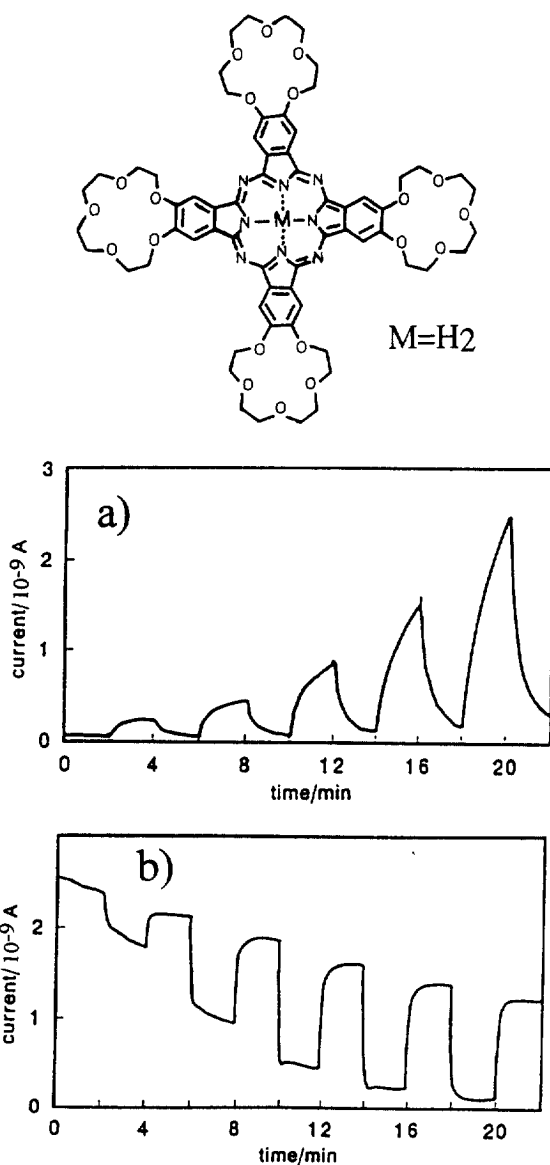 O
O O
O O
O O O O
N N N
O N M N O
N N N
O O O O
O O
O O
O
M=H2
a)
3
2
1
0
current/10-9 A
0 4 8 12 16 20
time/min
b)
2
1
0
current/10-9 A
0 4 8 12 16 20
time/min